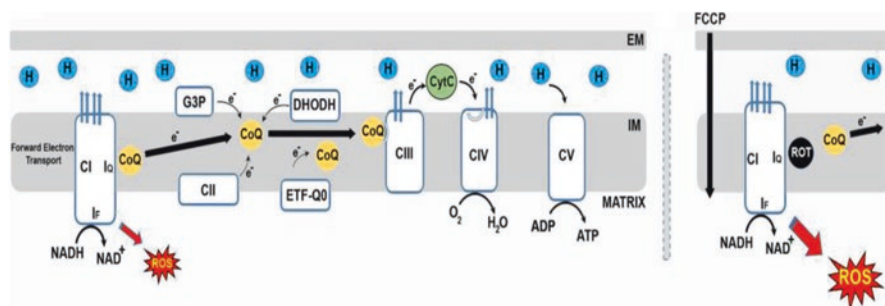 FCCP
EM
H H H H H H H H H H
G3P e- e- DHODH
e- CytC e-
Forward Electron
Transport
CI IQ
CoQ
e-
CoQ
CoQ
CIII
CIV
CV
IM
CI IQ
ROT
CoQ
e-
CII
e-
e-
CoQ
ETF-Q0
MATRIX
IF
NADH
NAD+
ROS
O2
H2O
ADP
ATP
IF
NADH
NAD+
ROS